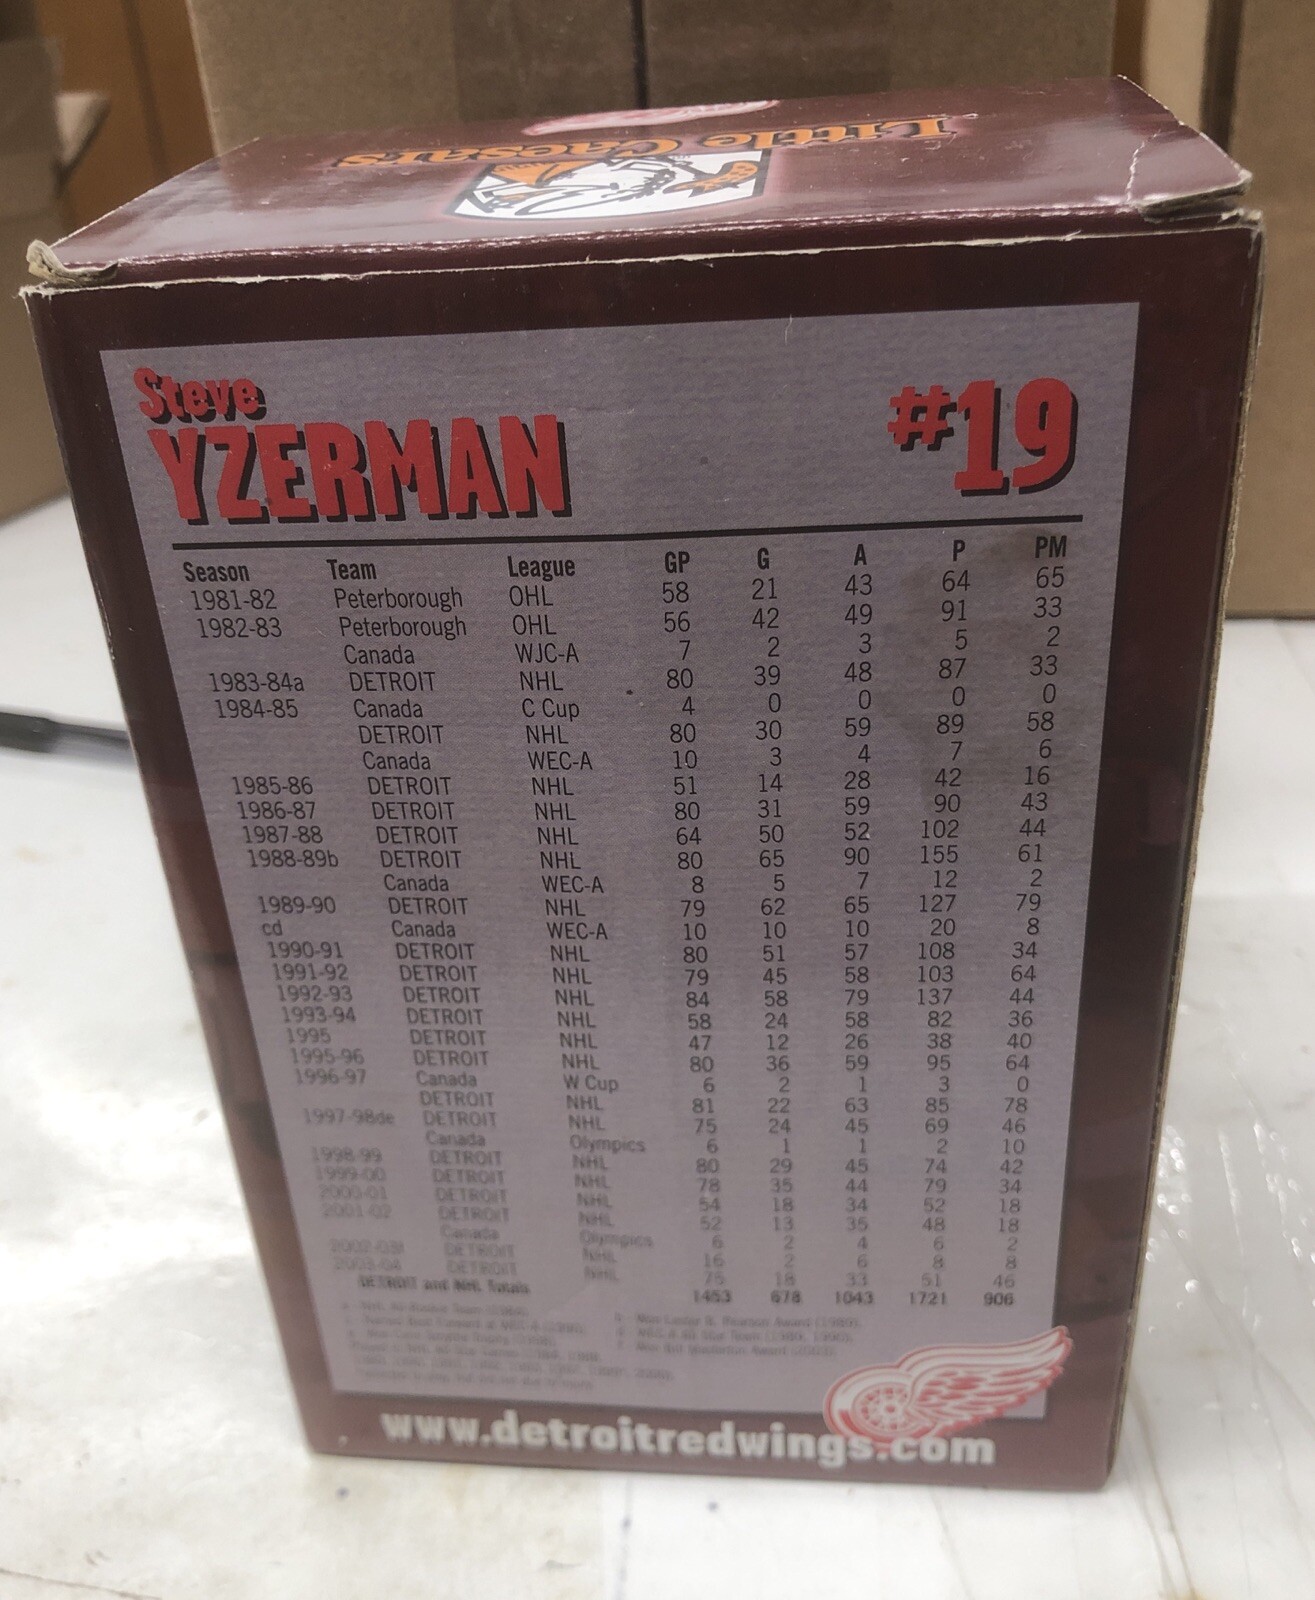 Little Caesars
Steve
YZERMAN
#19
Season Team League GP G A P PM
1981-82 Peterborough OHL 58 21 43 64 65
1982-83 Peterborough OHL 56 42 49 91 33
Canada WJC-A 7 2 3 5 2
1983-84a DETROIT NHL 80 39 48 87 33
1984-85 Canada C Cup 4 0 0 0 0
DETROIT NHL 80 30 59 89 58
Canada WEC-A 10 3 4 7 6
1985-86 DETROIT NHL 51 14 28 42 16
1986-87 DETROIT NHL 80 31 59 90 43
1987-88 DETROIT NHL 64 50 52 102 44
1988-89b DETROIT NHL 80 65 90 155 61
Canada WEC-A 8 5 7 12 2
1989-90 DETROIT NHL 79 62 65 127 79
cd Canada WEC-A 10 10 10 20 8
1990-91 DETROIT NHL 80 51 57 108 34
1991-92 DETROIT NHL 79 45 58 103 64
1992-93 DETROIT NHL 84 58 79 137 44
1993-94 DETROIT NHL 58 24 58 82 36
1995 DETROIT NHL 47 12 26 38 40
1995-96 DETROIT NHL 80 36 59 95 64
1996-97 Canada W Cup 6 2 1 3 0
DETROIT NHL 81 22 63 85 78
1997-98de DETROIT NHL 75 24 45 69 46
Canada Olympics 6 1 1 2 10
1998-99 DETROIT NHL 80 29 45 74 42
1999-00 DETROIT NHL 78 35 44 79 34
2000-01 DETROIT NHL 54 18 34 52 18
2001-02 DETROIT NHL 52 13 35 48 18
Canada Olympics 6 2 4 6 2
2002-03f DETROIT NHL 16 2 6 8 8
2003-04 DETROIT NHL 75 18 33 51 46
DETROIT and NHL Totals 1453 678 1043 1721 906
www.detroitredwings.com